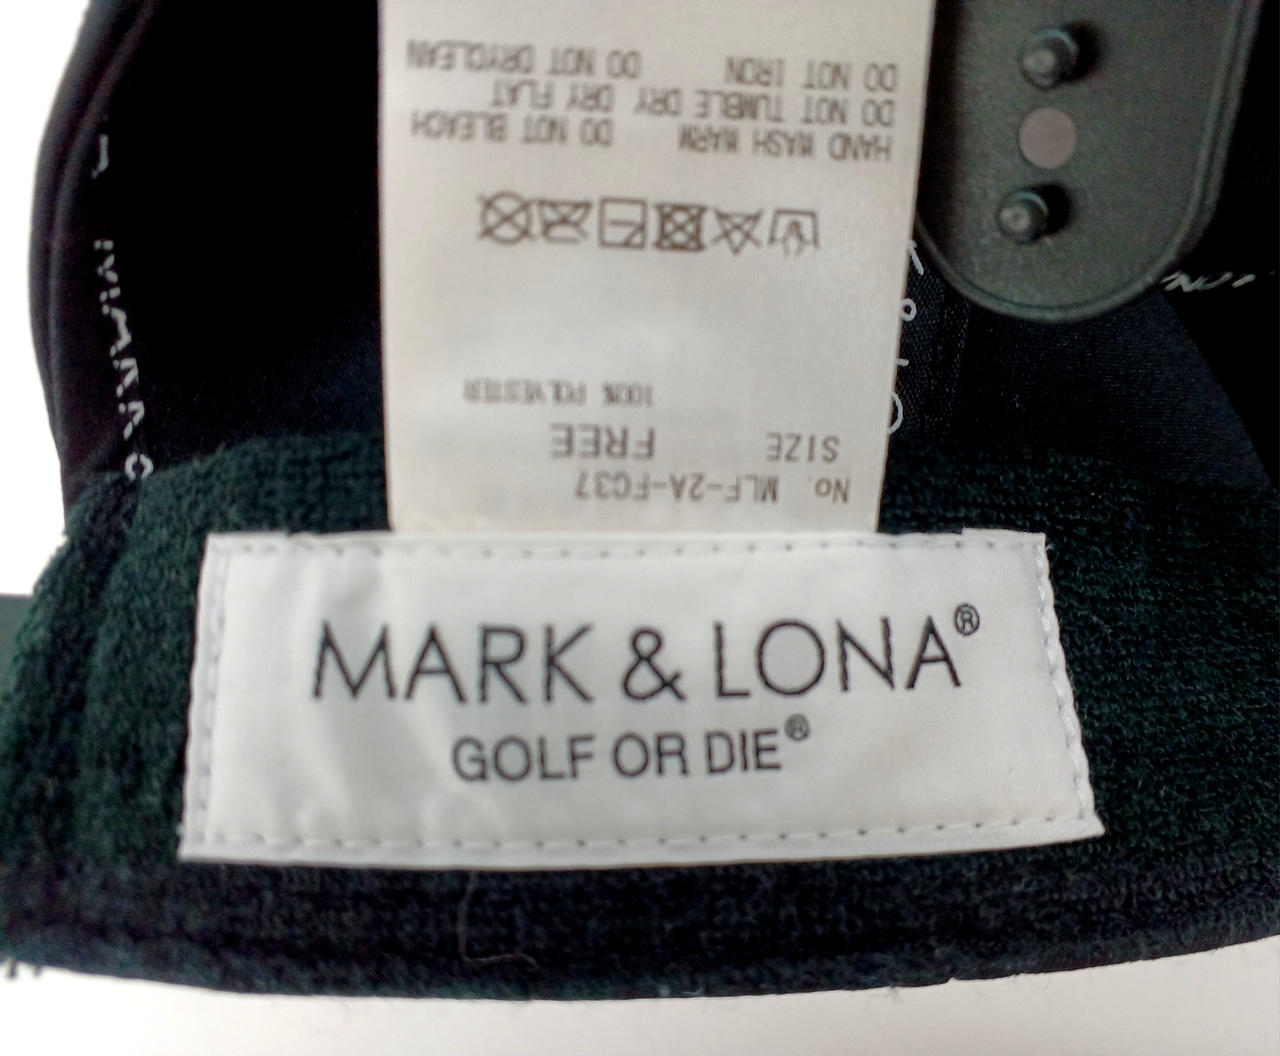 MARK & LONA®
GOLF OR DIE®
No. MLF-2A-FC37
SIZE FREE
100% POLYESTER
HAND WASH WARM DO NOT BLEACH
DO NOT TUMBLE DRY DRY FLAT
DO NOT IRON DO NOT DRYCLEAN